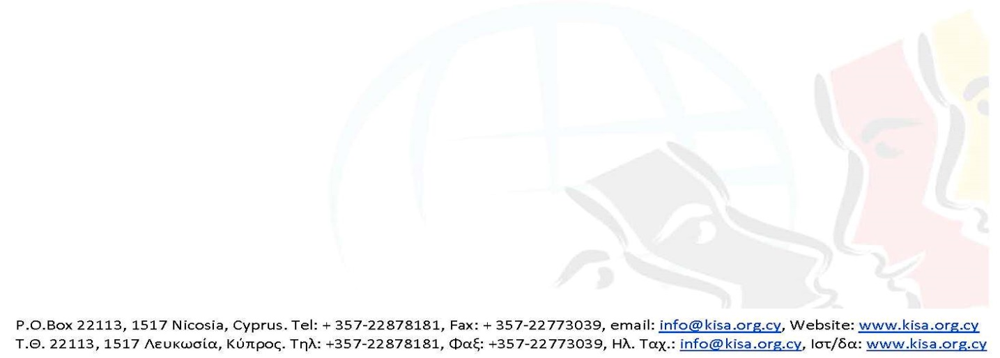 P.O.Box 22113, 1517 Nicosia, Cyprus. Tel: + 357-22878181, Fax: + 357-22773039, email: info@kisa.org.cy, Website: www.kisa.org.cy
Τ.Θ. 22113, 1517 Λευκωσία, Κύπρος. Τηλ: +357-22878181, Φαξ: +357-22773039, Ηλ. Ταχ.: info@kisa.org.cy, Ιστ/δα: www.kisa.org.cy